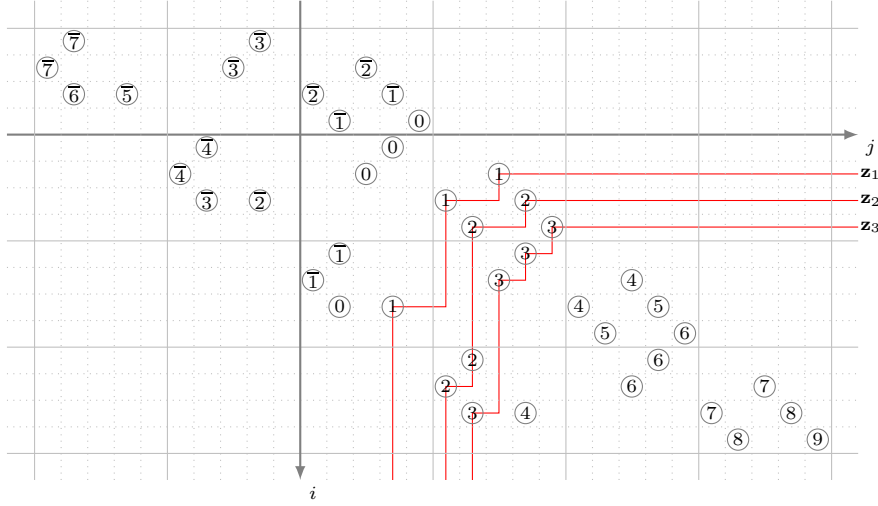 7̅ 3̅
7̅ 3̅ 2̅
6̅ 5̅ 2̅ 1̅
1̅ 0
4̅ 0 j
4̅ 0 1 z₁
3̅ 2̅ 1 2 z₂
2 3 z₃
1̅ 3
1̅ 3 4
0 1 4 5
5 6
2 6
2 6 7
3 4 7 8
8 9
i